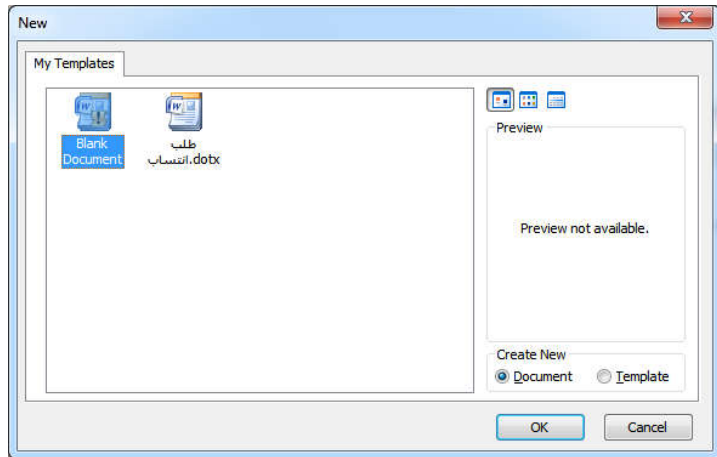 New
My Templates
Blank
Document
طلب
انتساب.dotx
Preview
Preview not available.
Create New
Document
Template
OK
Cancel